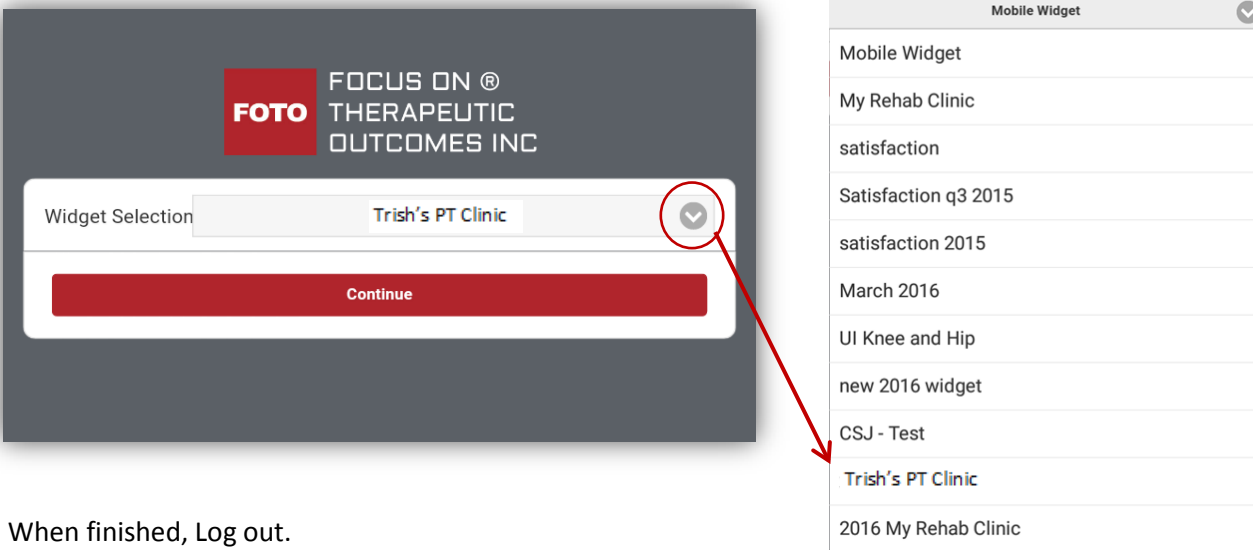 FOTO
FOCUS ON ®
THERAPEUTIC
OUTCOMES INC
Widget Selection
Trish's PT Clinic
Continue
When finished, Log out.
Mobile Widget
Mobile Widget
My Rehab Clinic
satisfaction
Satisfaction q3 2015
satisfaction 2015
March 2016
UI Knee and Hip
new 2016 widget
CSJ - Test
Trish's PT Clinic
2016 My Rehab Clinic